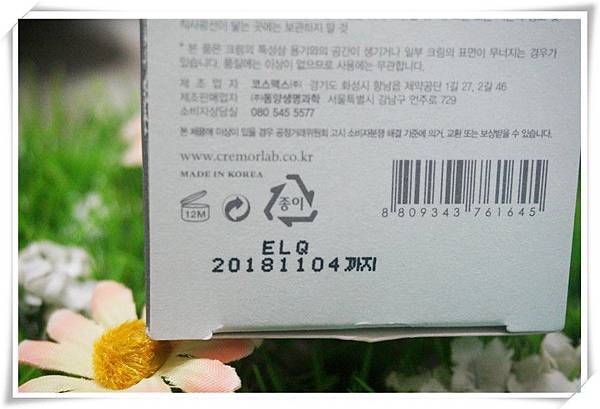 직사광선이 닿는 곳에는 보관하지 말 것
* 본 품은 크림의 특성상 용기와의 공간이 생기거나 일부 크림의 표면이 무너지는 경우가
있습니다. 품질에는 이상이 없으므로 사용에는 무관합니다.
제 조 업 자 코스맥스㈜ : 경기도 화성시 향남읍 제약공단 1길 27, 2길 46
제조판매업자 ㈜동양생명과학 서울특별시 강남구 언주로 729
소비자상담실 080 545 5577
본 제품에 이상이 있을 경우 공정거래위원회 고시 소비자분쟁 해결 기준에 의거, 교환 또는 보상받을 수 있습니다.
www.cremorlab.co.kr
MADE IN KOREA
12M
종이
8 809343 761645
ELQ
20181104까지